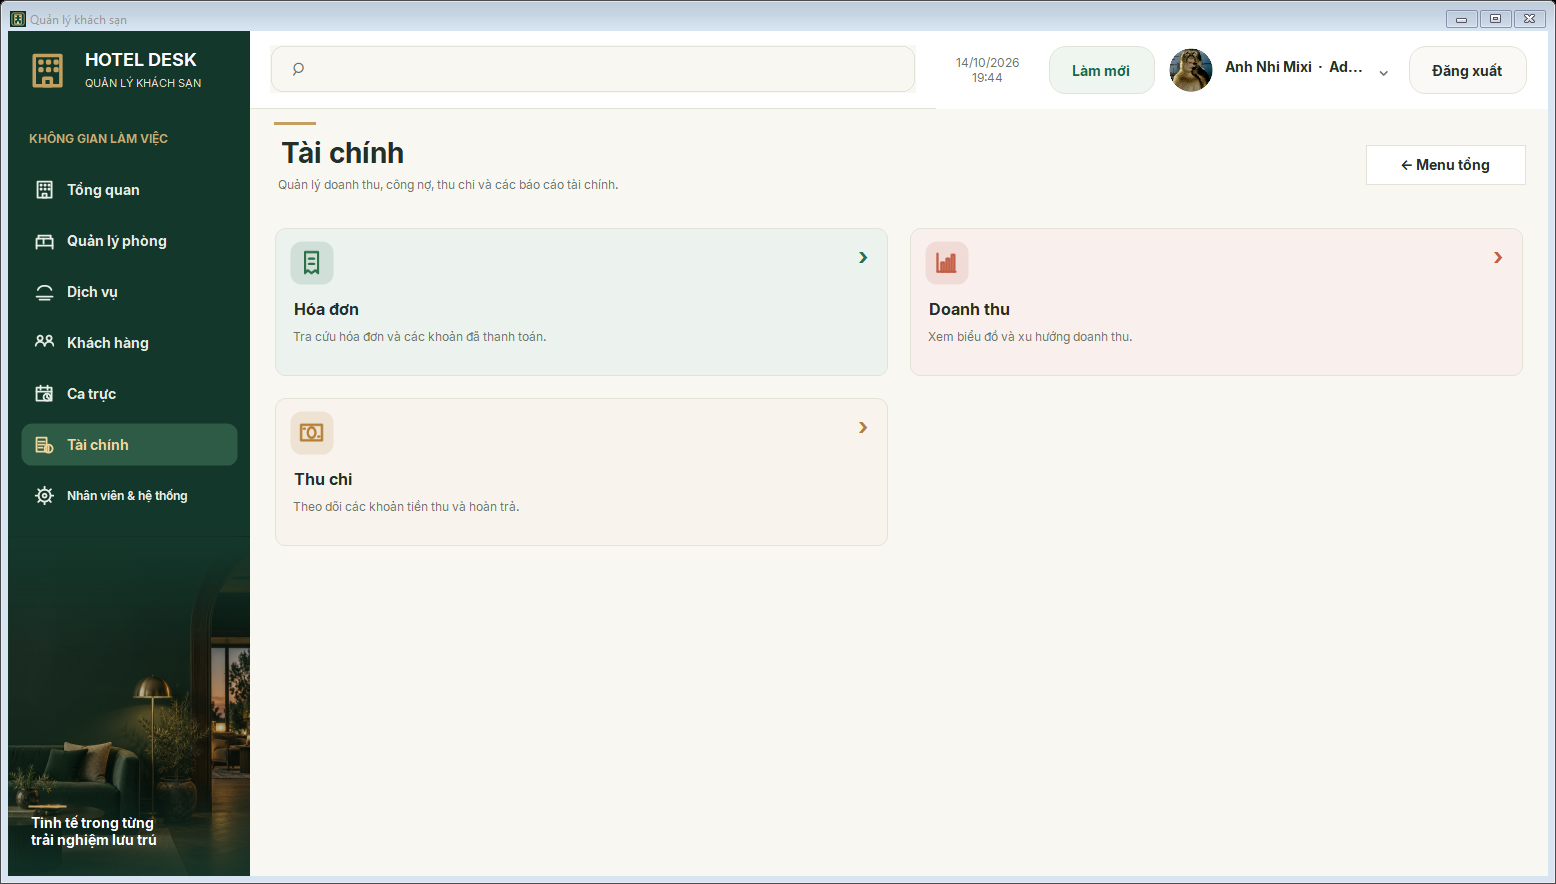 Quản lý khách sạn
HOTEL DESK
QUẢN LÝ KHÁCH SẠN
14/10/2026
19:44
Làm mới
Anh Nhi Mixi · Ad...
Đăng xuất
KHÔNG GIAN LÀM VIỆC
Tổng quan
Quản lý phòng
Dịch vụ
Khách hàng
Ca trực
Tài chính
Nhân viên & hệ thống
Tinh tế trong từng
trải nghiệm lưu trú
Tài chính
Quản lý doanh thu, công nợ, thu chi và các báo cáo tài chính.
← Menu tổng
Hóa đơn
Tra cứu hóa đơn và các khoản đã thanh toán.
Doanh thu
Xem biểu đồ và xu hướng doanh thu.
Thu chi
Theo dõi các khoản tiền thu và hoàn trả.